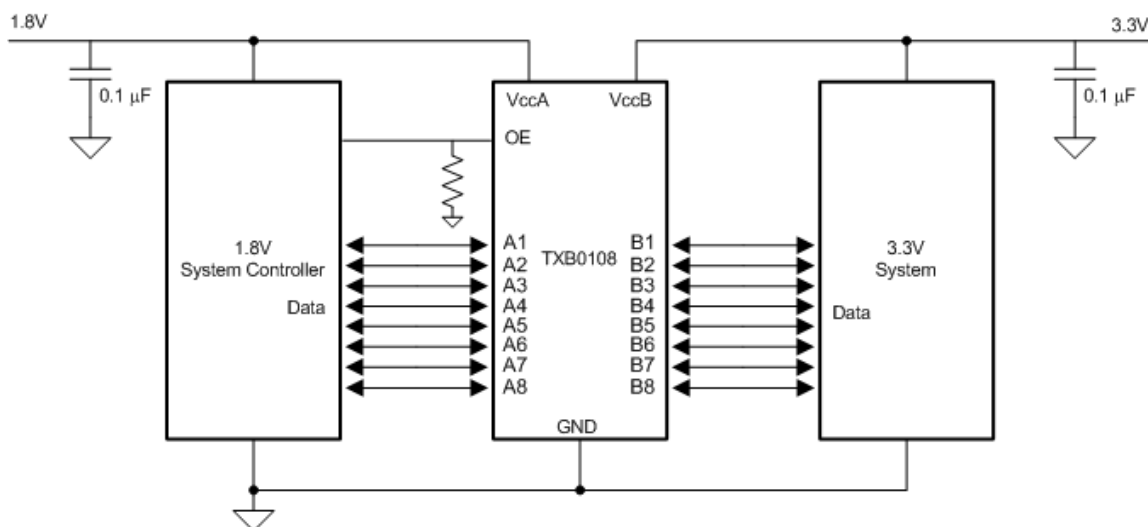 1.8V
3.3V
0.1 μF
0.1 μF
VccA
VccB
OE
1.8V
System Controller
Data
A1
A2
A3
A4
A5
A6
A7
A8
TXB0108
B1
B2
B3
B4
B5
B6
B7
B8
GND
3.3V
System
Data